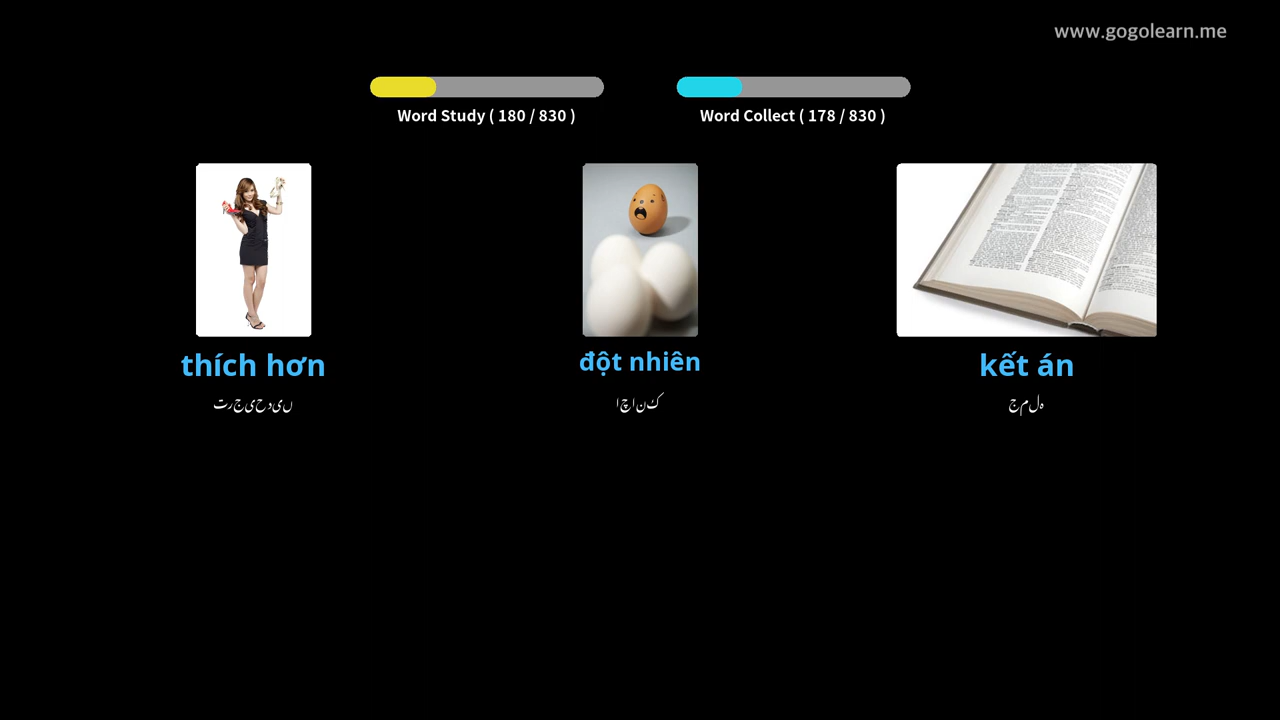 www.gogolearn.me
Word Study ( 180 / 830 )
Word Collect ( 178 / 830 )
thích hơn
ترجیح دیں
đột nhiên
اچانک
kết án
جملہ